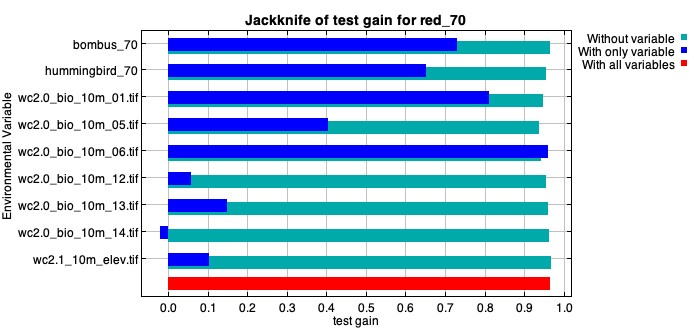 Jackknife of test gain for red_70
Without variable
With only variable
With all variables
Environmental Variable
bombus_70
hummingbird_70
wc2.0_bio_10m_01.tif
wc2.0_bio_10m_05.tif
wc2.0_bio_10m_06.tif
wc2.0_bio_10m_12.tif
wc2.0_bio_10m_13.tif
wc2.0_bio_10m_14.tif
wc2.1_10m_elev.tif
0.0 0.1 0.2 0.3 0.4 0.5 0.6 0.7 0.8 0.9 1.0
test gain